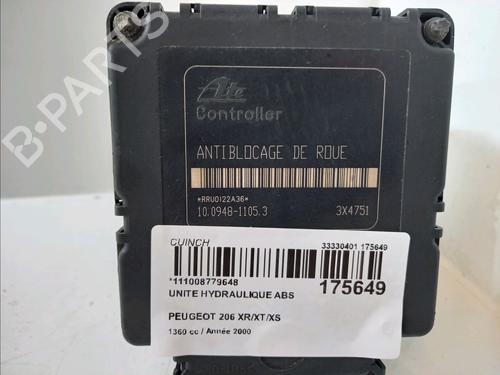 Ate
Controller
ANTIBLOCAGE DE ROUE
*RRU0122A36*
10.0948-1105.3 3X4751
CUINCH 33330401 175649
*111008779648 175649
UNITE HYDRAULIQUE ABS
PEUGEOT 206 XR/XT/XS
1360 cc / Année 2000
B-PARTS